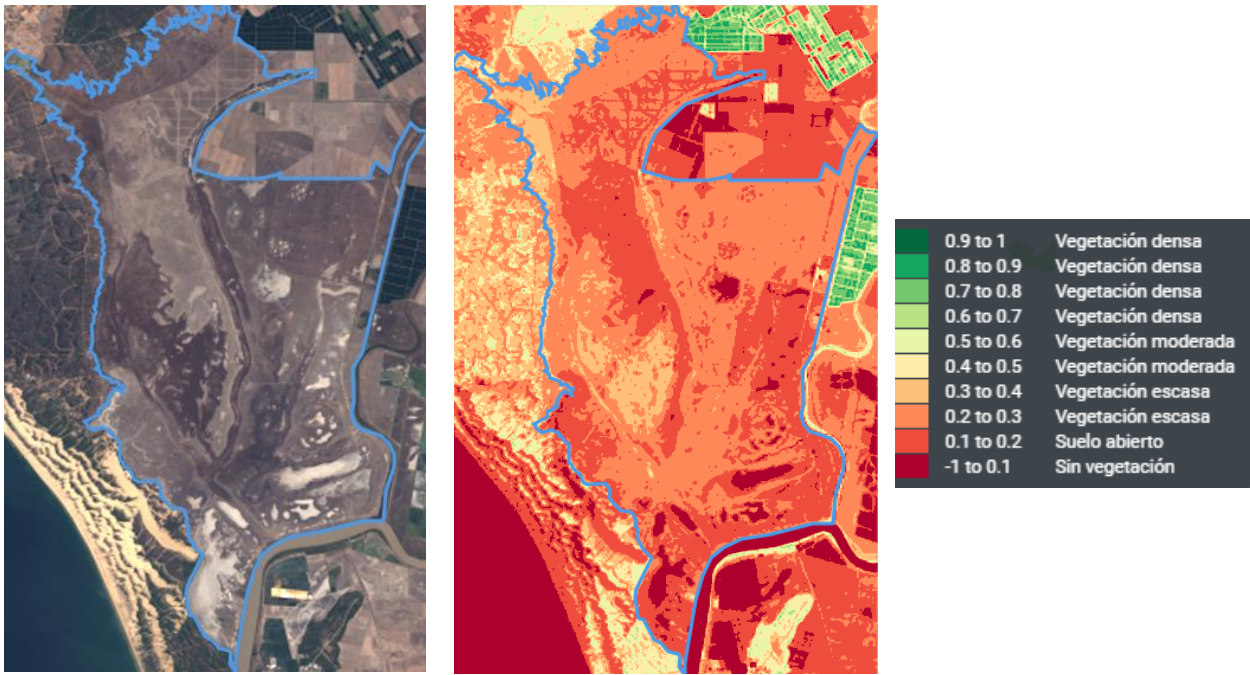 0.9 to 1 Vegetación densa
0.8 to 0.9 Vegetación densa
0.7 to 0.8 Vegetación densa
0.6 to 0.7 Vegetación densa
0.5 to 0.6 Vegetación moderada
0.4 to 0.5 Vegetación moderada
0.3 to 0.4 Vegetación escasa
0.2 to 0.3 Vegetación escasa
0.1 to 0.2 Suelo abierto
-1 to 0.1 Sin vegetación